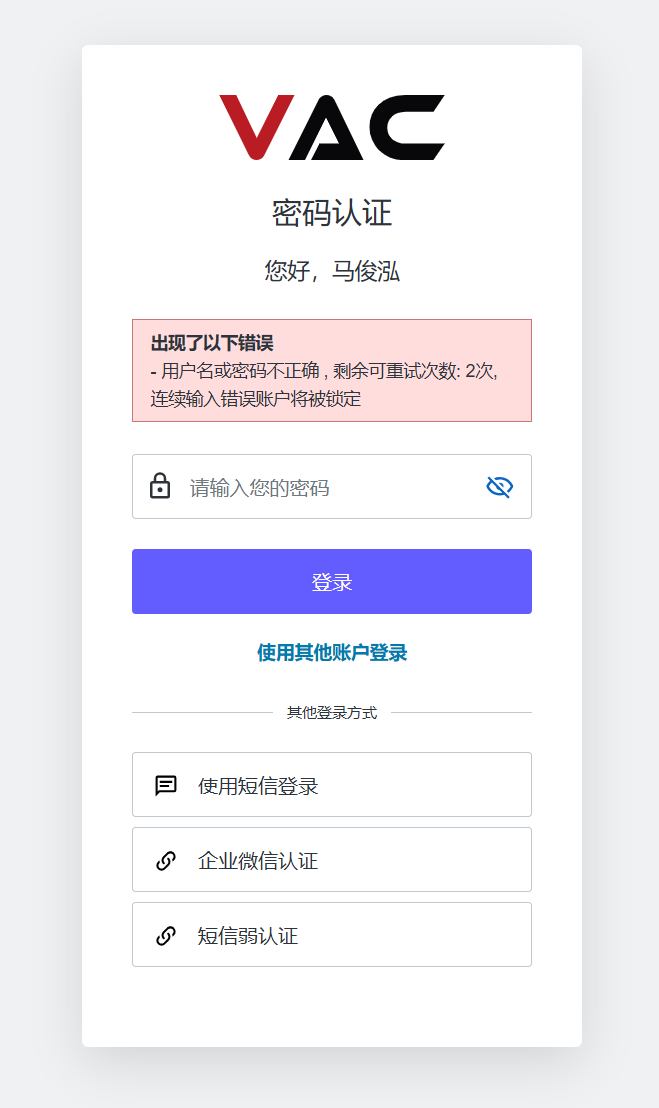 VAC
密码认证
您好，马俊泓
出现了以下错误
- 用户名或密码不正确 , 剩余可重试次数: 2次,
连续输入错误账户将被锁定
请输入您的密码
登录
使用其他账户登录
其他登录方式
使用短信登录
企业微信认证
短信弱认证